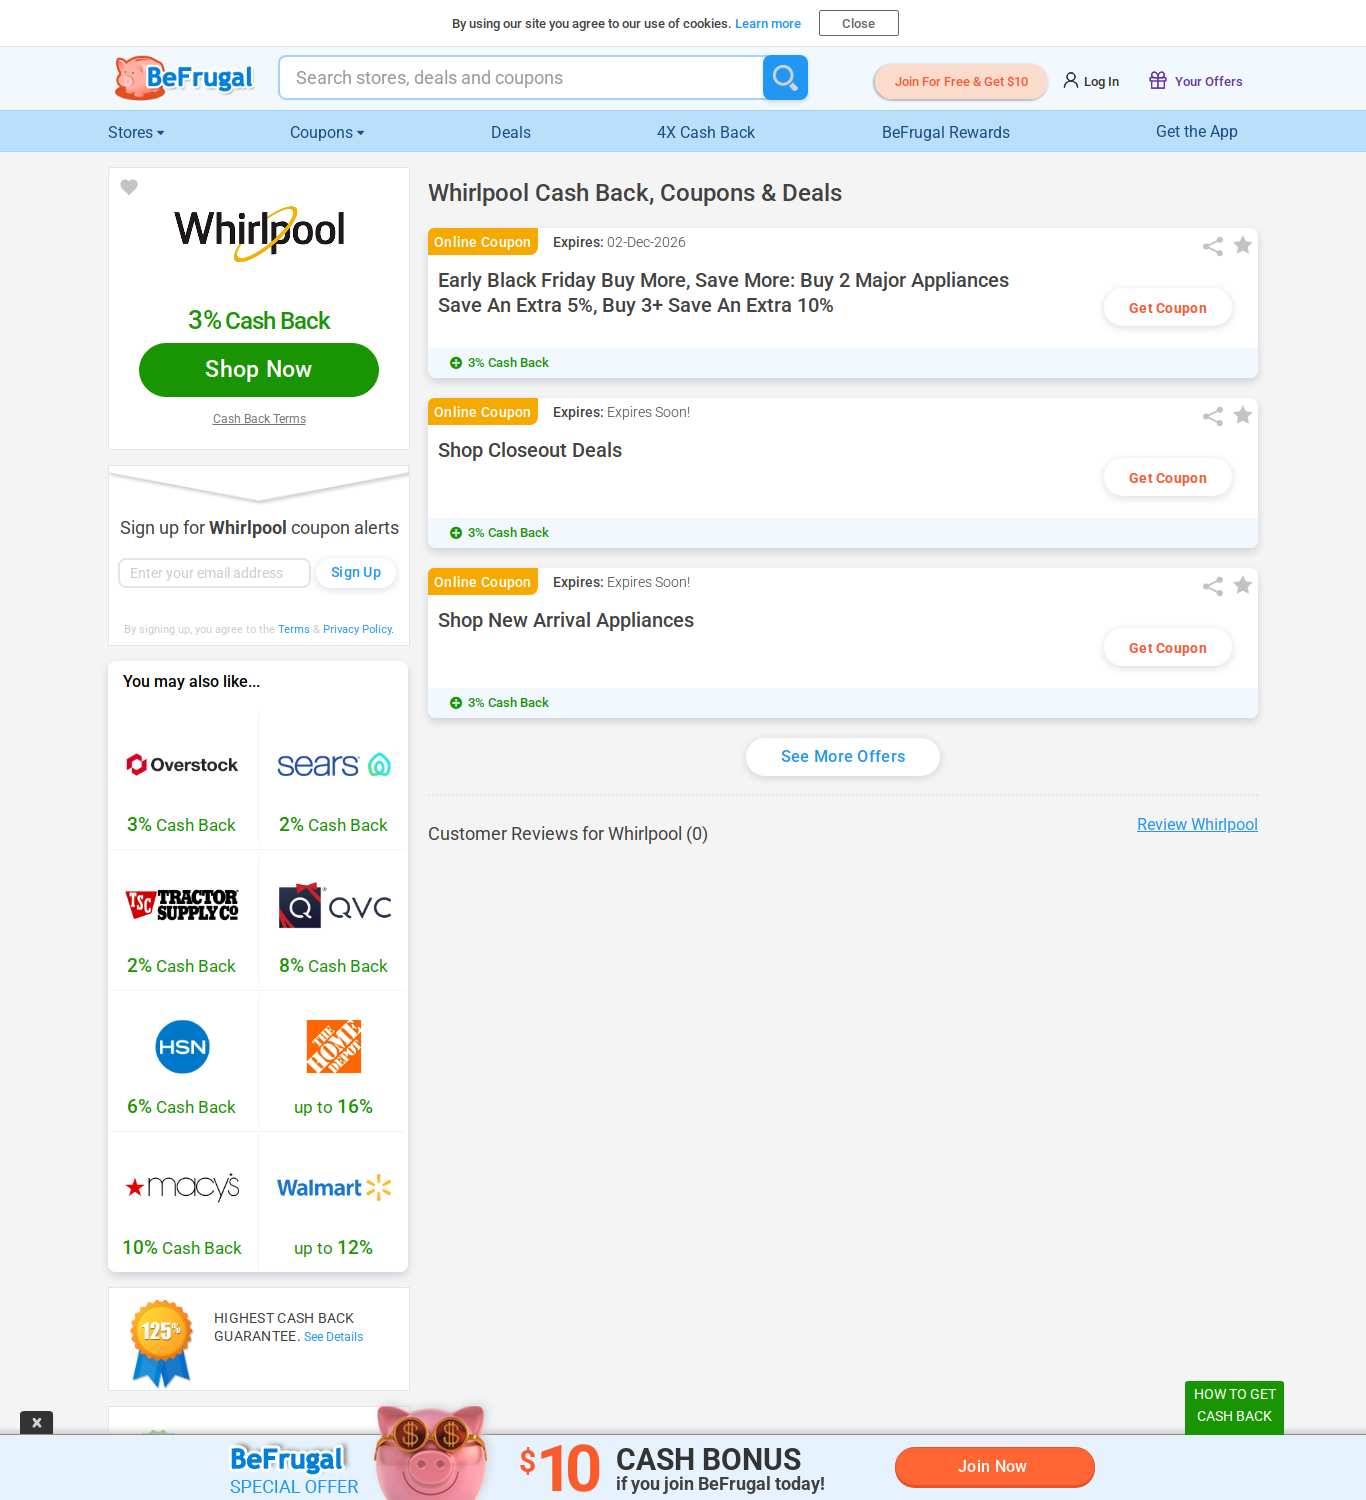 By using our site you agree to our use of cookies. Learn more Close
BeFrugal Search stores, deals and coupons Join For Free & Get $10 Log In Your Offers
Stores Coupons Deals 4X Cash Back BeFrugal Rewards Get the App
Whirlpool
3% Cash Back
Shop Now
Cash Back Terms
Sign up for Whirlpool coupon alerts
Enter your email address Sign Up
By signing up, you agree to the Terms & Privacy Policy.
You may also like...
Overstock sears
3% Cash Back 2% Cash Back
TSC TRACTOR SUPPLY CO Q QVC
2% Cash Back 8% Cash Back
HSN THE HOME DEPOT
6% Cash Back up to 16%
macy's Walmart
10% Cash Back up to 12%
125%
HIGHEST CASH BACK
GUARANTEE. See Details
Whirlpool Cash Back, Coupons & Deals
Online Coupon Expires: 02-Dec-2026
Early Black Friday Buy More, Save More: Buy 2 Major Appliances
Save An Extra 5%, Buy 3+ Save An Extra 10%
Get Coupon
3% Cash Back
Online Coupon Expires: Expires Soon!
Shop Closeout Deals
Get Coupon
3% Cash Back
Online Coupon Expires: Expires Soon!
Shop New Arrival Appliances
Get Coupon
3% Cash Back
See More Offers
Customer Reviews for Whirlpool (0) Review Whirlpool
HOW TO GET
CASH BACK
x
BeFrugal
SPECIAL OFFER
$ $
$10 CASH BONUS
if you join BeFrugal today!
Join Now